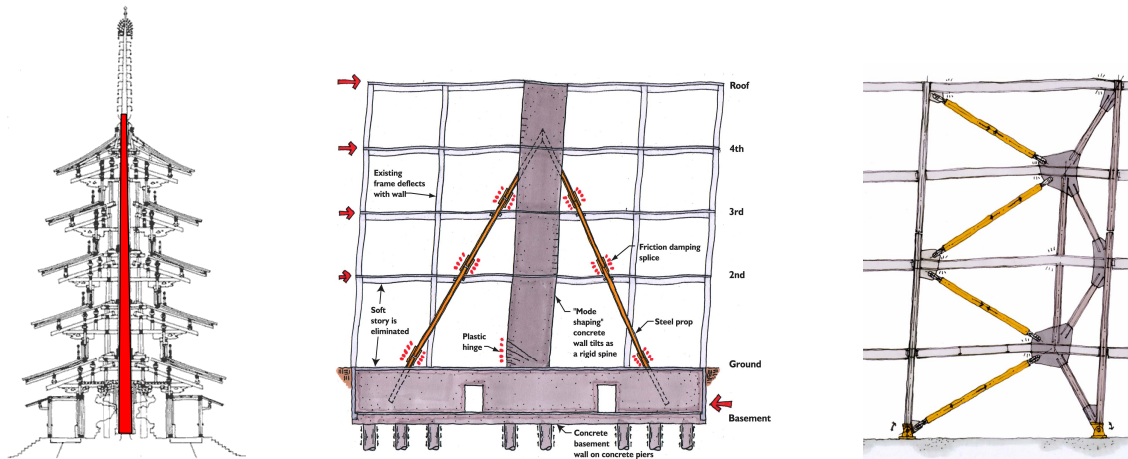 Roof
4th
Existing
frame deflects
with wall
3rd
Friction damping
splice
2nd
Soft
story is
eliminated
"Mode
shaping"
concrete
wall tilts as
a rigid spine
Steel prop
Plastic
hinge
Ground
Basement
Concrete
basement
wall on concrete piers